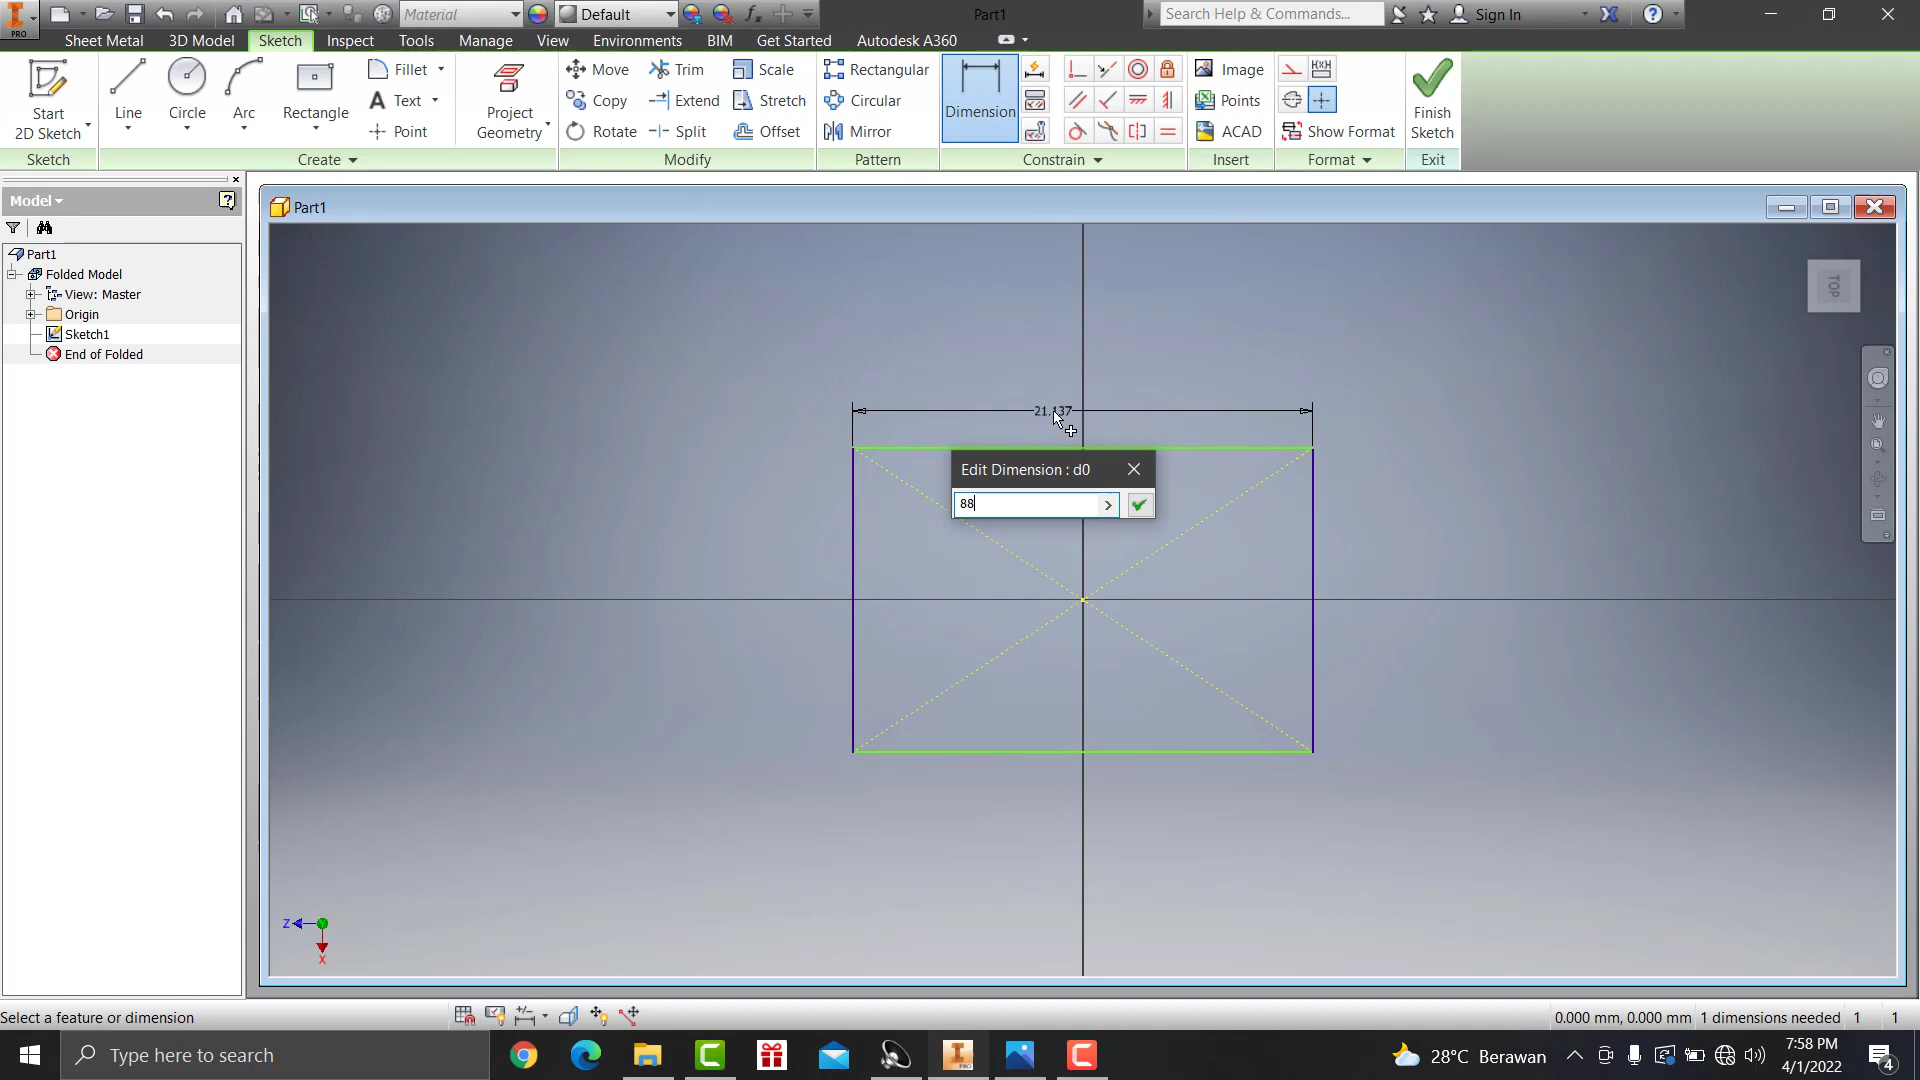 PRO
Material
Default
Part1
Search Help & Commands...
Sign In
Sheet Metal 3D Model Sketch Inspect Tools Manage View Environments BIM Get Started Autodesk A360
Start
2D Sketch
Line
Circle
Arc
Rectangle
Fillet
Text
Point
Project
Geometry
Move
Copy
Rotate
Trim
Extend
Split
Scale
Stretch
Offset
Rectangular
Circular
Mirror
Dimension
Image
Points
ACAD
Show Format
Finish
Sketch
Sketch Create Modify Pattern Constrain Insert Format Exit
Model
Part1
Folded Model
View: Master
Origin
Sketch1
End of Folded
Part1
TOP
21.137
Edit Dimension : d0
88
Z
X
Select a feature or dimension
0.000 mm, 0.000 mm 1 dimensions needed 1 1
Type here to search
PRO
28°C Berawan
7:58 PM
4/1/2022
4